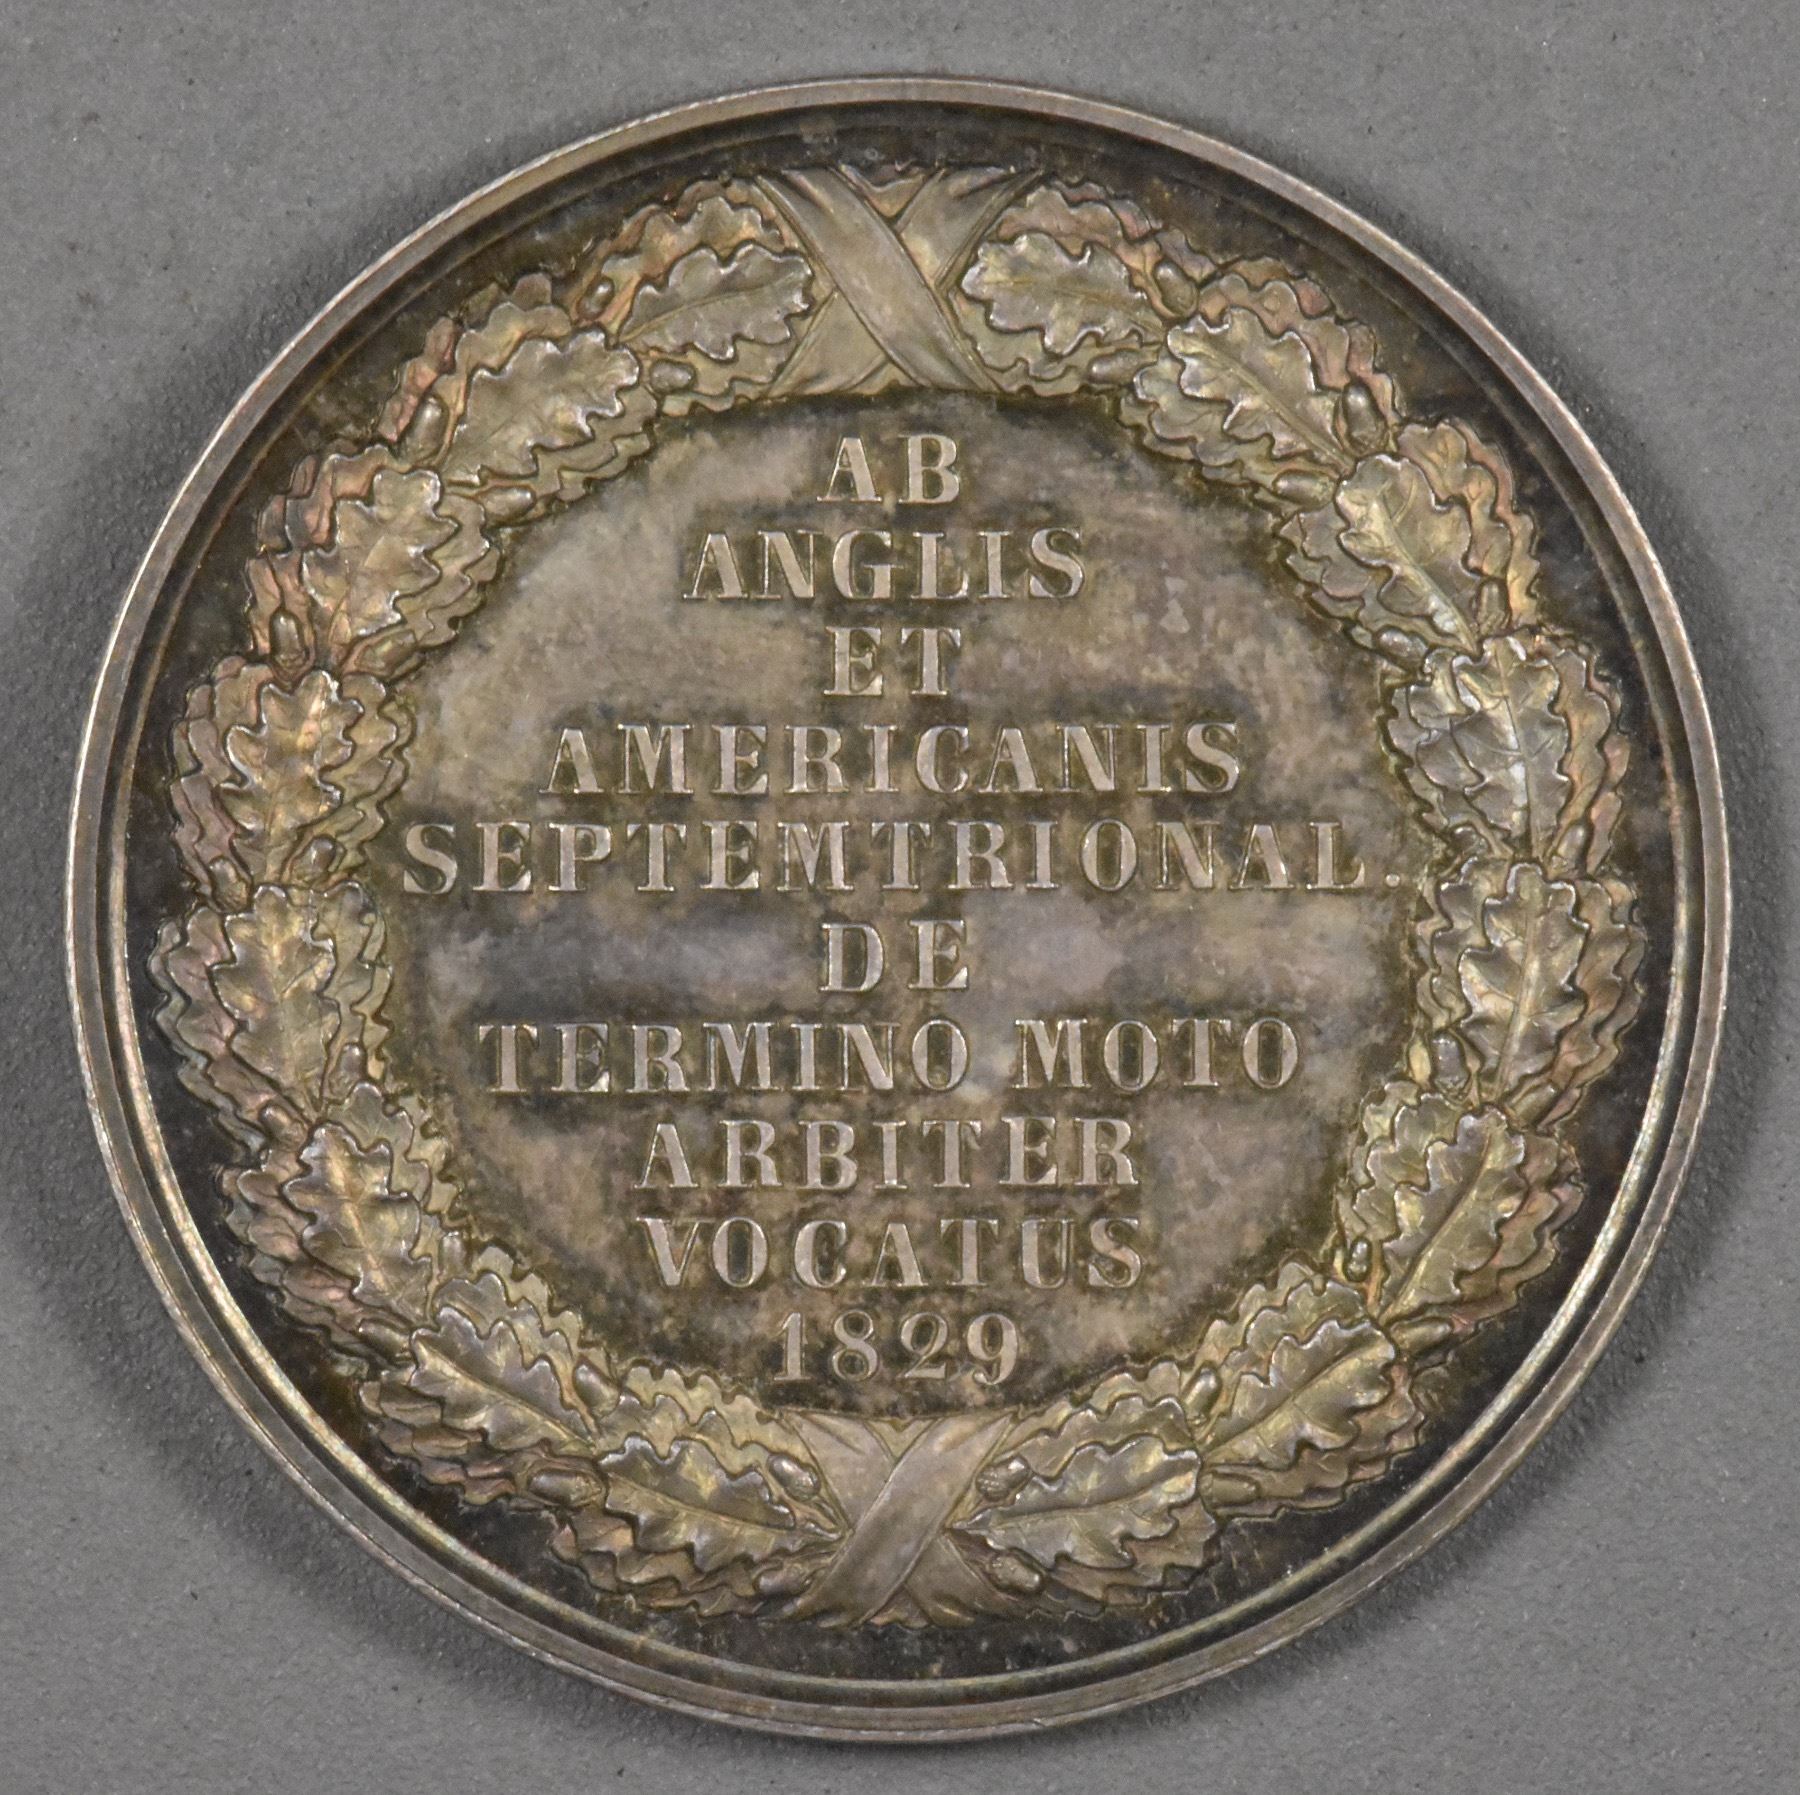 AB
ANGLIS
ET
AMERICANIS
SEPTEMTRIONAL.
DE
TERMINO MOTO
ARBITER
VOCATUS
1829